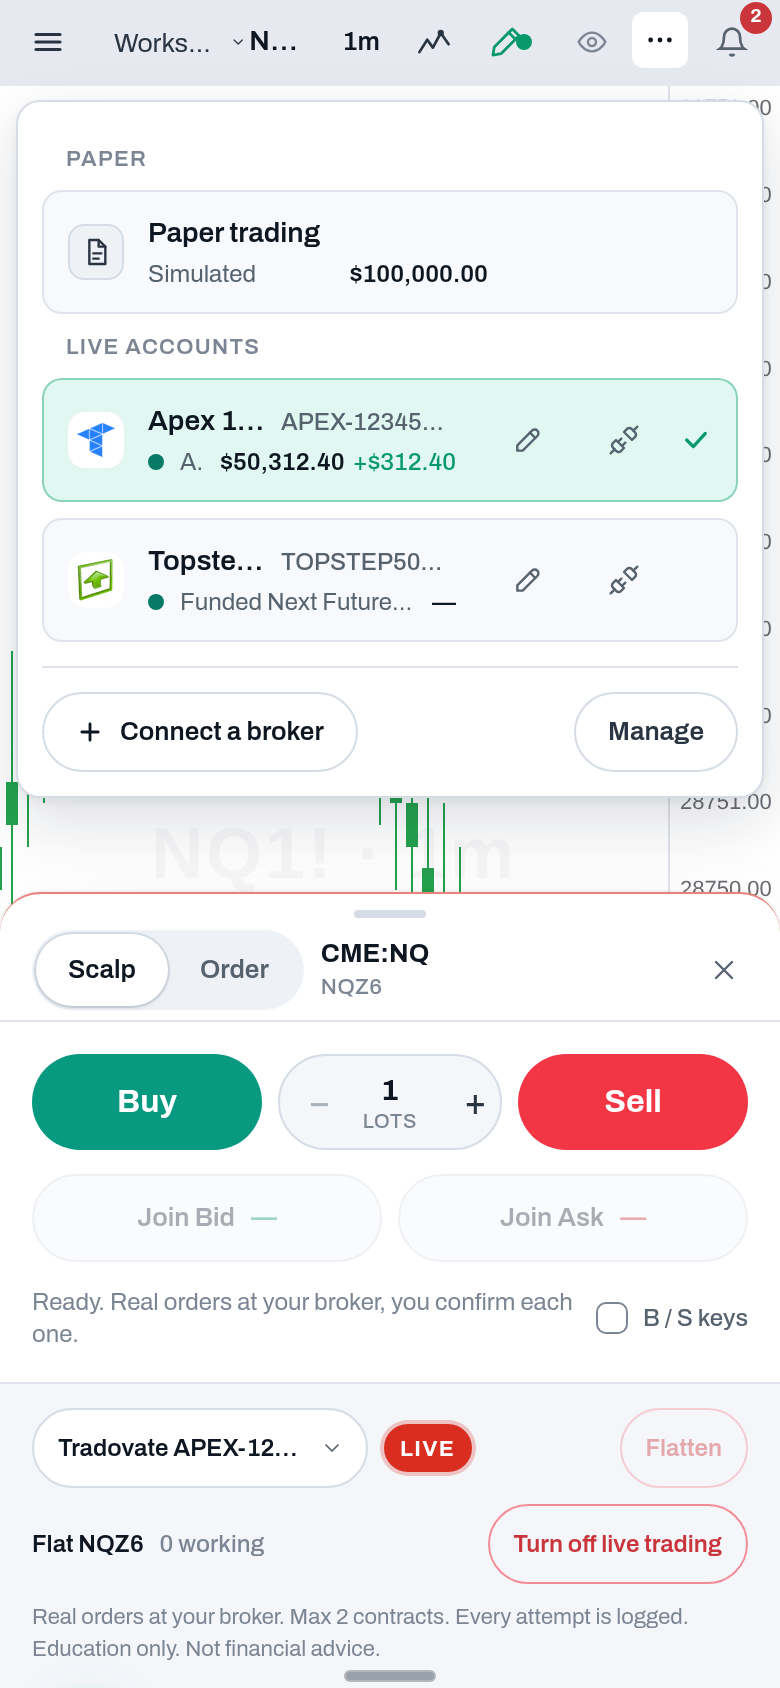 Works... N... 1m 2
PAPER
Paper trading
Simulated $100,000.00
LIVE ACCOUNTS
Apex 1... APEX-12345...
A. $50,312.40 +$312.40
Topste... TOPSTEP50...
Funded Next Future... —
+ Connect a broker Manage
28751.00
NQ1! · 1m
28750.00
Scalp Order CME:NQ
NQZ6
Buy − 1 + Sell
LOTS
Join Bid — Join Ask —
Ready. Real orders at your broker, you confirm each
one.
B / S keys
Tradovate APEX-12... LIVE Flatten
Flat NQZ6 0 working Turn off live trading
Real orders at your broker. Max 2 contracts. Every attempt is logged.
Education only. Not financial advice.